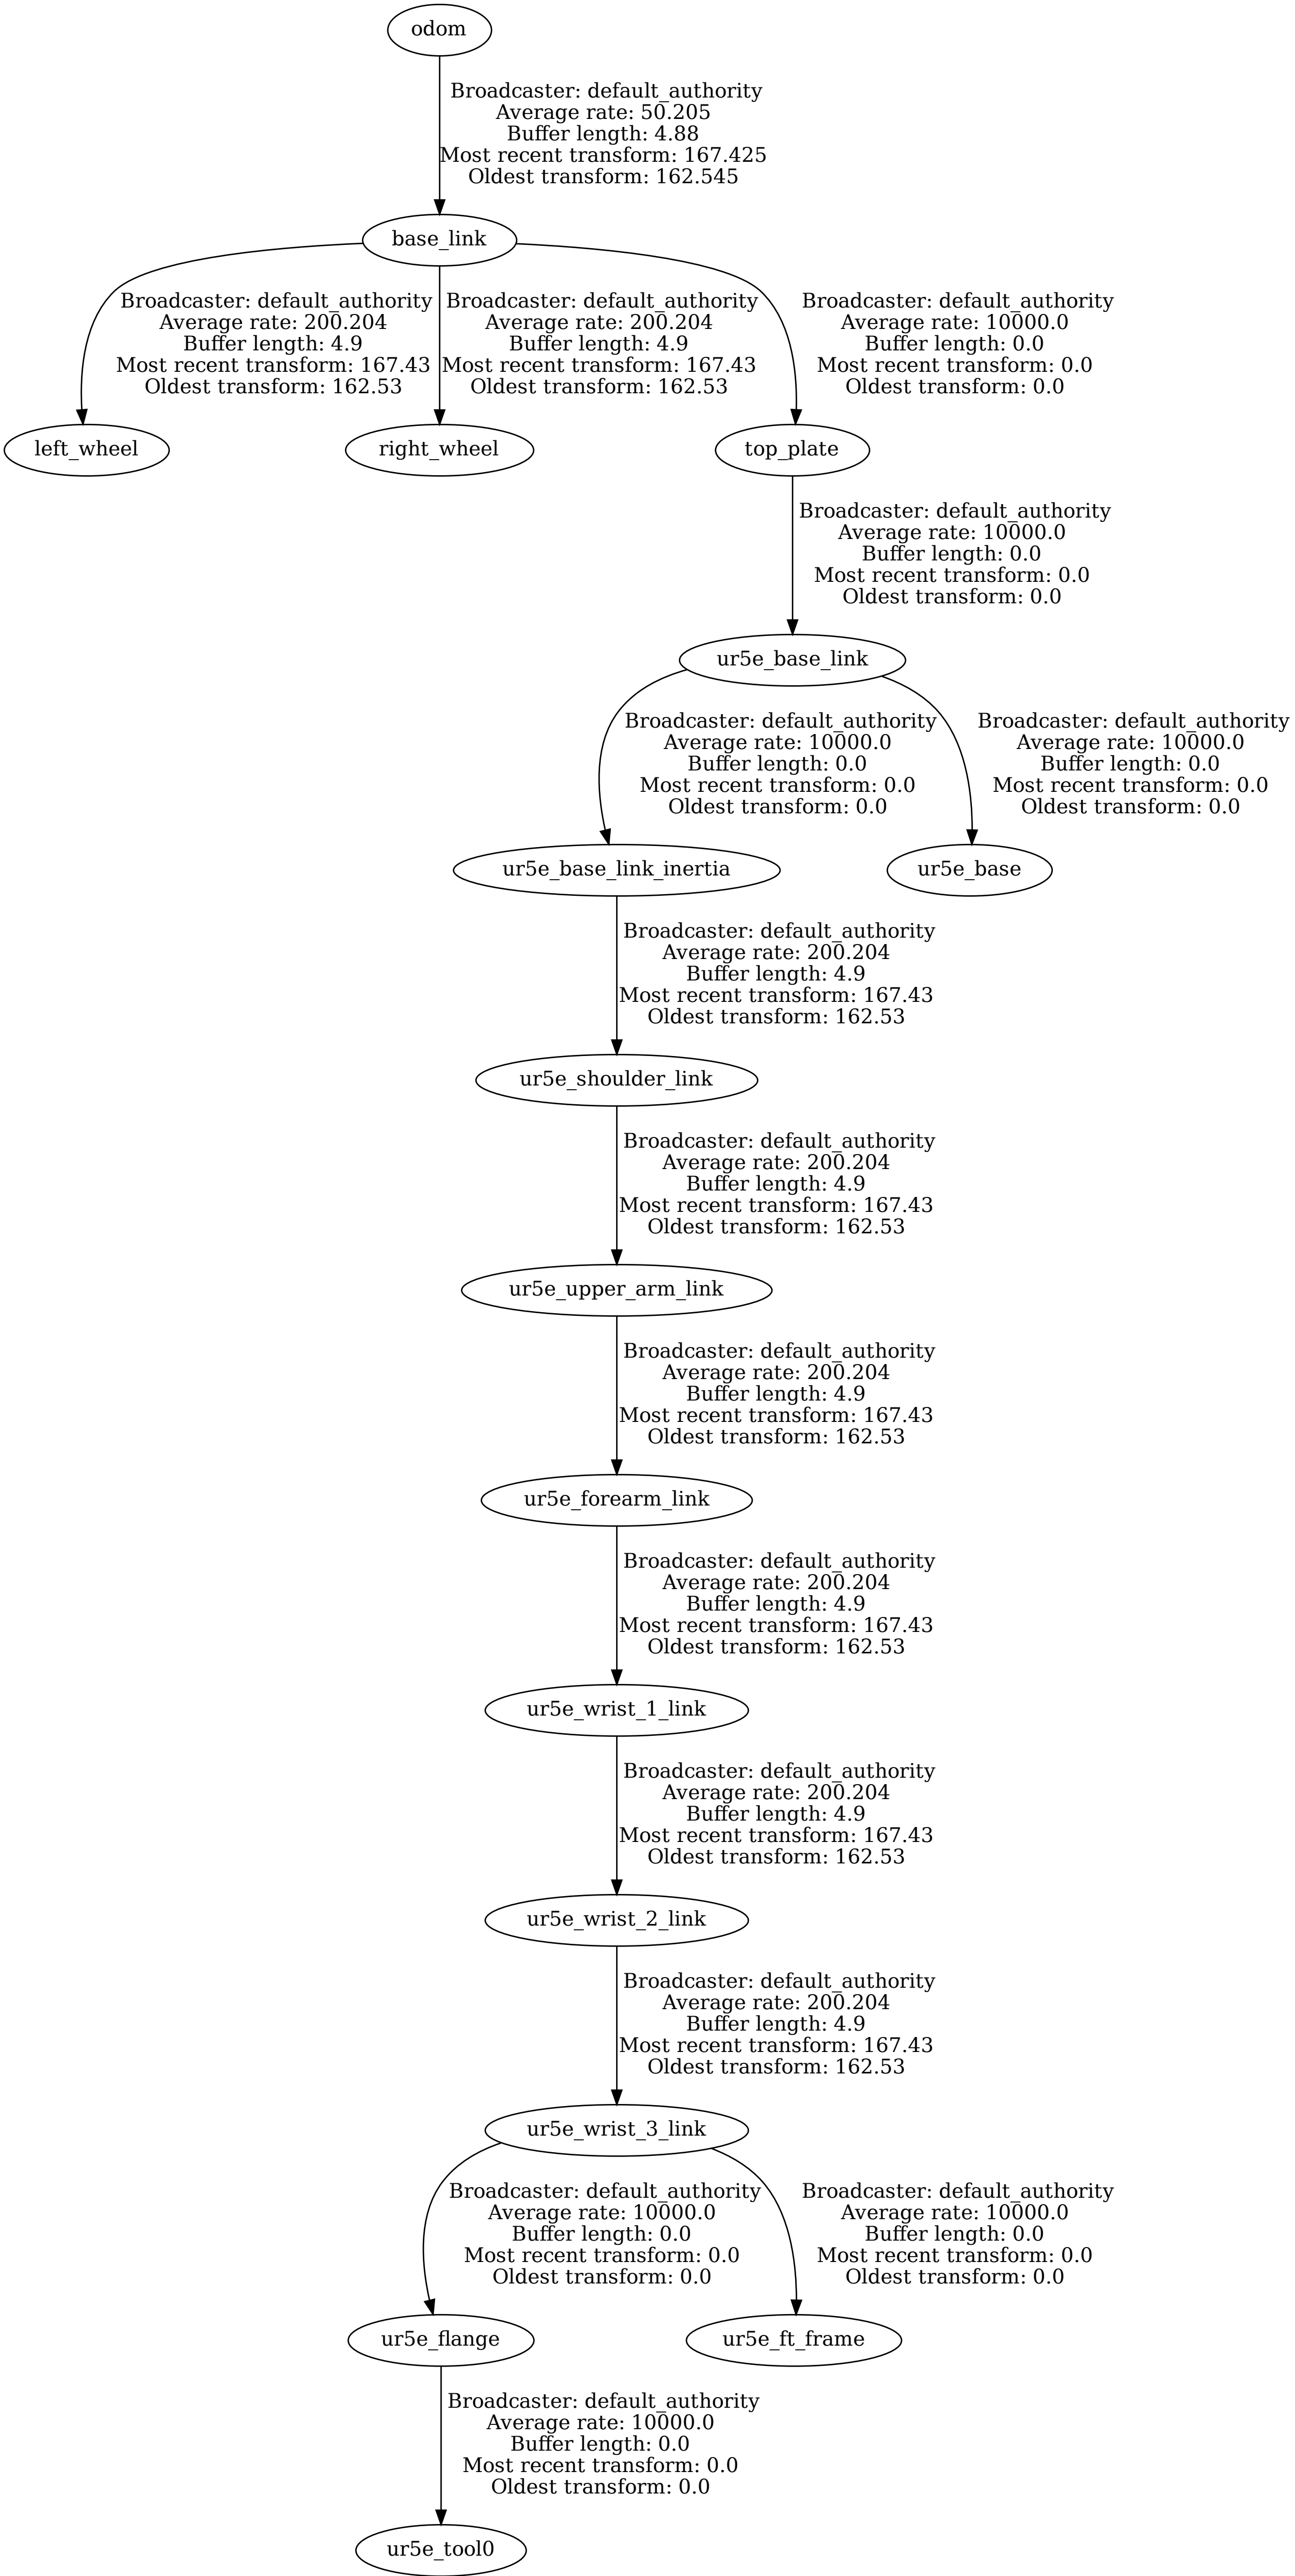 odom
Broadcaster: default_authority
Average rate: 50.205
Buffer length: 4.88
Most recent transform: 167.425
Oldest transform: 162.545
base_link
Broadcaster: default_authority
Average rate: 200.204
Buffer length: 4.9
Most recent transform: 167.43
Oldest transform: 162.53
Broadcaster: default_authority
Average rate: 200.204
Buffer length: 4.9
Most recent transform: 167.43
Oldest transform: 162.53
Broadcaster: default_authority
Average rate: 10000.0
Buffer length: 0.0
Most recent transform: 0.0
Oldest transform: 0.0
left_wheel
right_wheel
top_plate
Broadcaster: default_authority
Average rate: 10000.0
Buffer length: 0.0
Most recent transform: 0.0
Oldest transform: 0.0
ur5e_base_link
Broadcaster: default_authority
Average rate: 10000.0
Buffer length: 0.0
Most recent transform: 0.0
Oldest transform: 0.0
Broadcaster: default_authority
Average rate: 10000.0
Buffer length: 0.0
Most recent transform: 0.0
Oldest transform: 0.0
ur5e_base_link_inertia
ur5e_base
Broadcaster: default_authority
Average rate: 200.204
Buffer length: 4.9
Most recent transform: 167.43
Oldest transform: 162.53
ur5e_shoulder_link
Broadcaster: default_authority
Average rate: 200.204
Buffer length: 4.9
Most recent transform: 167.43
Oldest transform: 162.53
ur5e_upper_arm_link
Broadcaster: default_authority
Average rate: 200.204
Buffer length: 4.9
Most recent transform: 167.43
Oldest transform: 162.53
ur5e_forearm_link
Broadcaster: default_authority
Average rate: 200.204
Buffer length: 4.9
Most recent transform: 167.43
Oldest transform: 162.53
ur5e_wrist_1_link
Broadcaster: default_authority
Average rate: 200.204
Buffer length: 4.9
Most recent transform: 167.43
Oldest transform: 162.53
ur5e_wrist_2_link
Broadcaster: default_authority
Average rate: 200.204
Buffer length: 4.9
Most recent transform: 167.43
Oldest transform: 162.53
ur5e_wrist_3_link
Broadcaster: default_authority
Average rate: 10000.0
Buffer length: 0.0
Most recent transform: 0.0
Oldest transform: 0.0
Broadcaster: default_authority
Average rate: 10000.0
Buffer length: 0.0
Most recent transform: 0.0
Oldest transform: 0.0
ur5e_flange
ur5e_ft_frame
Broadcaster: default_authority
Average rate: 10000.0
Buffer length: 0.0
Most recent transform: 0.0
Oldest transform: 0.0
ur5e_tool0